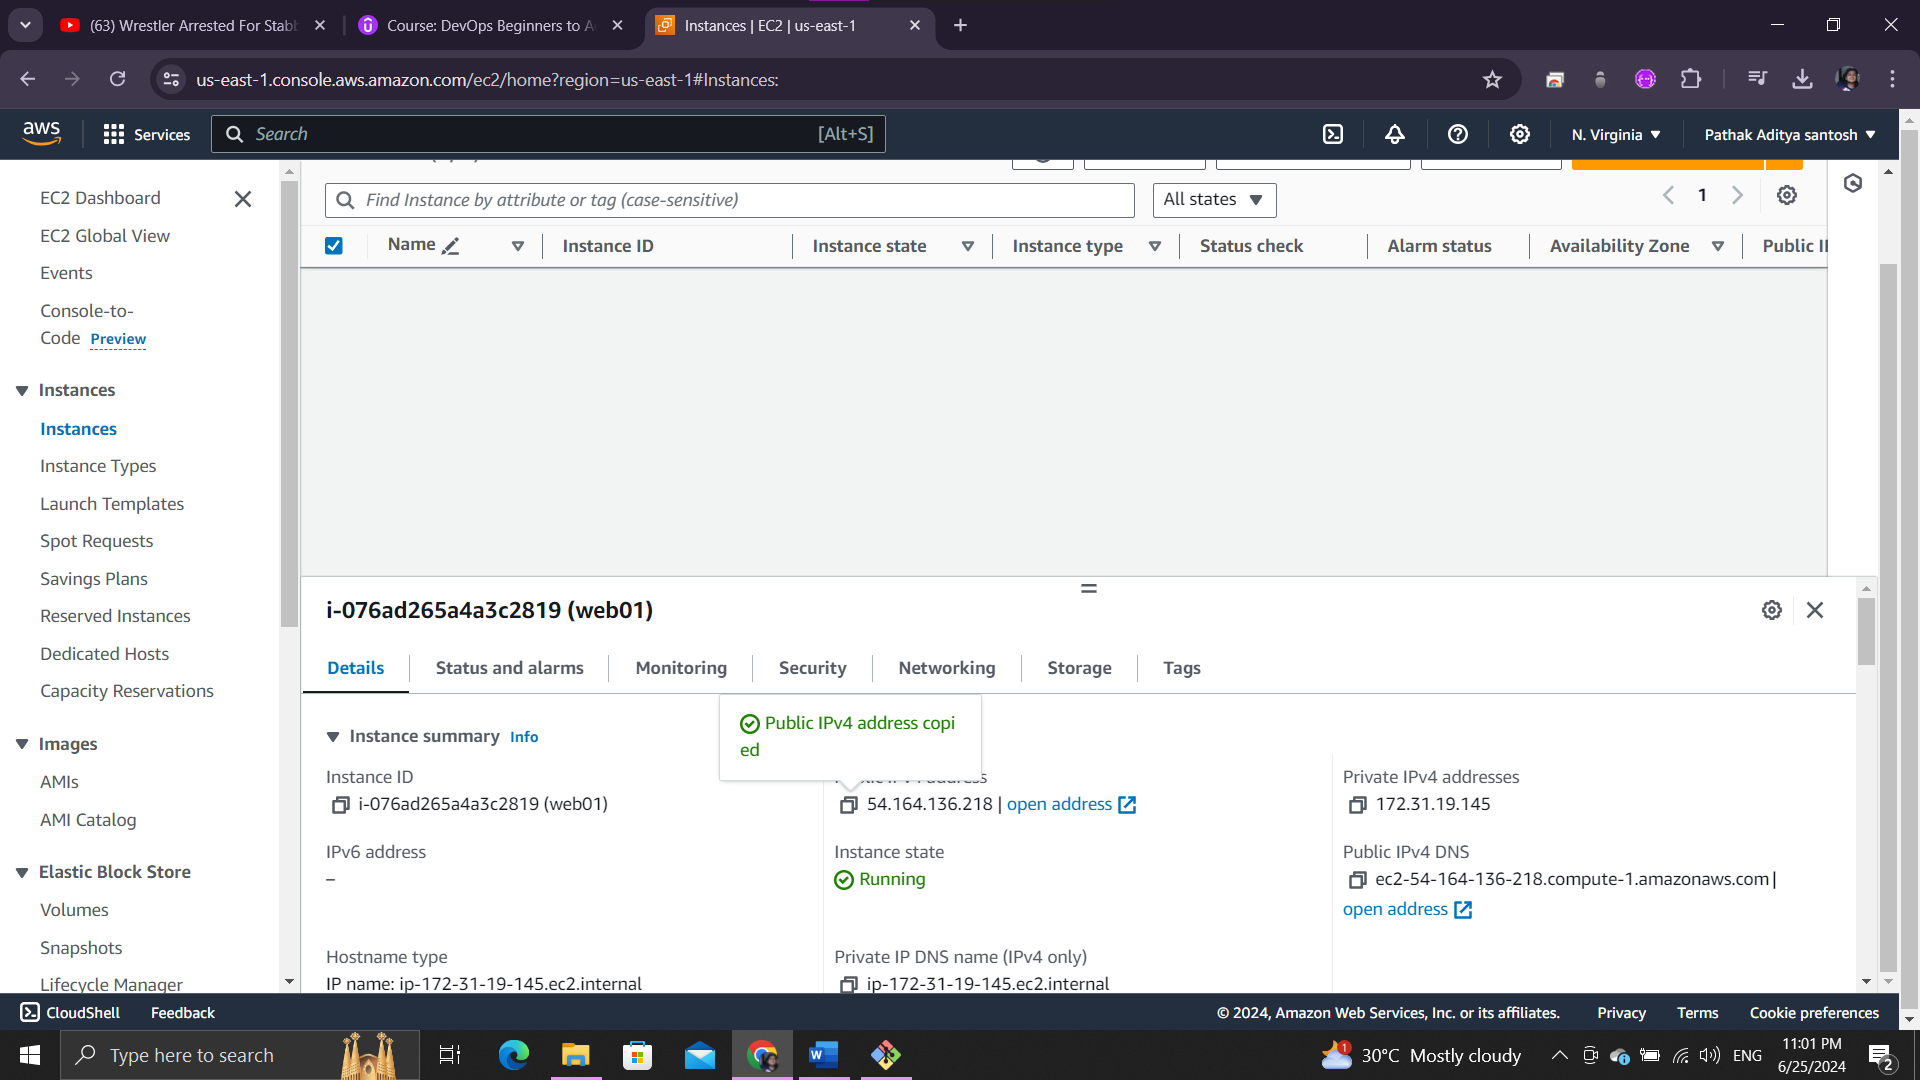 (63) Wrestler Arrested For Stabb
Course: DevOps Beginners to A
Instances | EC2 | us-east-1
us-east-1.console.aws.amazon.com/ec2/home?region=us-east-1#Instances:
aws
Services
Search
[Alt+S]
N. Virginia
Pathak Aditya santosh
EC2 Dashboard
EC2 Global View
Events
Console-to-
Code Preview
Instances
Instances
Instance Types
Launch Templates
Spot Requests
Savings Plans
Reserved Instances
Dedicated Hosts
Capacity Reservations
Images
AMIs
AMI Catalog
Elastic Block Store
Volumes
Snapshots
Lifecycle Manager
Find Instance by attribute or tag (case-sensitive)
All states
1
Name
Instance ID
Instance state
Instance type
Status check
Alarm status
Availability Zone
Public I
i-076ad265a4a3c2819 (web01)
Details
Status and alarms
Monitoring
Security
Networking
Storage
Tags
Public IPv4 address copi
ed
Instance summary Info
Instance ID
i-076ad265a4a3c2819 (web01)
54.164.136.218 | open address
Private IPv4 addresses
172.31.19.145
IPv6 address
–
Instance state
Running
Public IPv4 DNS
ec2-54-164-136-218.compute-1.amazonaws.com |
open address
Hostname type
IP name: ip-172-31-19-145.ec2.internal
Private IP DNS name (IPv4 only)
ip-172-31-19-145.ec2.internal
CloudShell
Feedback
© 2024, Amazon Web Services, Inc. or its affiliates.
Privacy
Terms
Cookie preferences
Type here to search
1
30°C Mostly cloudy
ENG
11:01 PM
6/25/2024
2